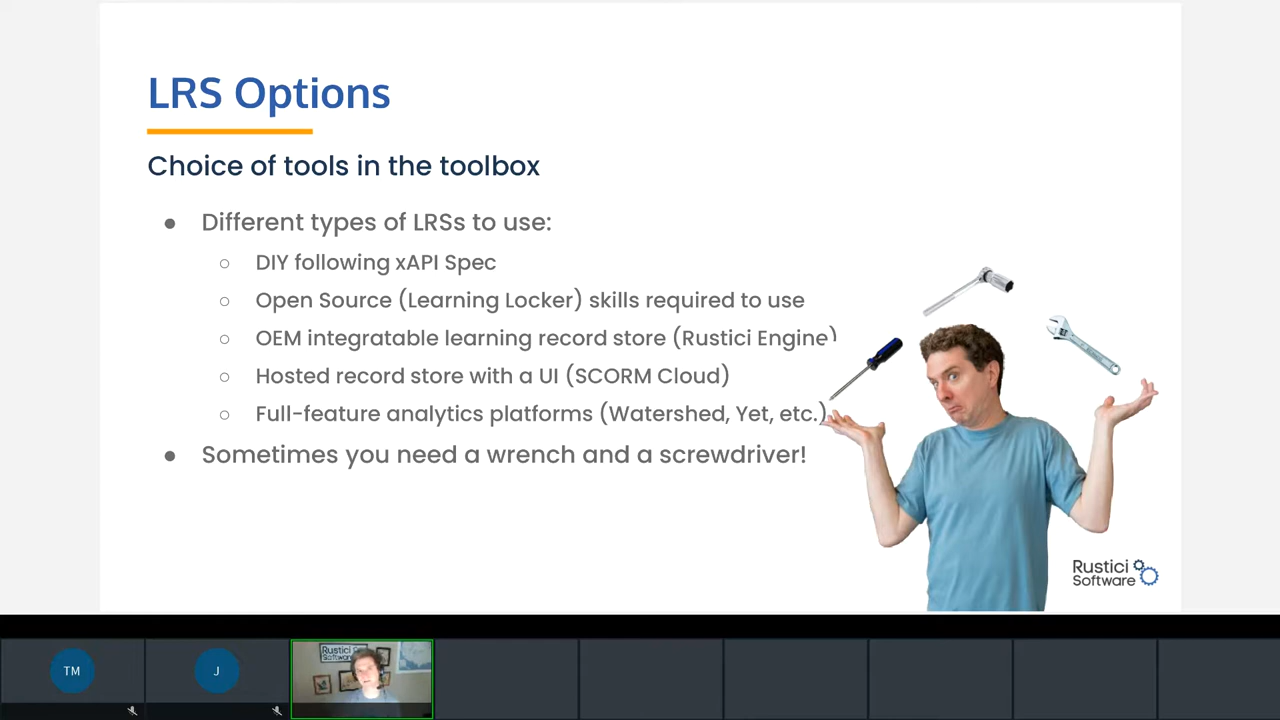 LRS Options
Choice of tools in the toolbox
● Different types of LRSs to use:
○ DIY following xAPI Spec
○ Open Source (Learning Locker) skills required to use
○ OEM integratable learning record store (Rustici Engine)
○ Hosted record store with a UI (SCORM Cloud)
○ Full-feature analytics platforms (Watershed, Yet, etc.)
● Sometimes you need a wrench and a screwdriver!
Rustici
Software
TM
J
Rustici
Software